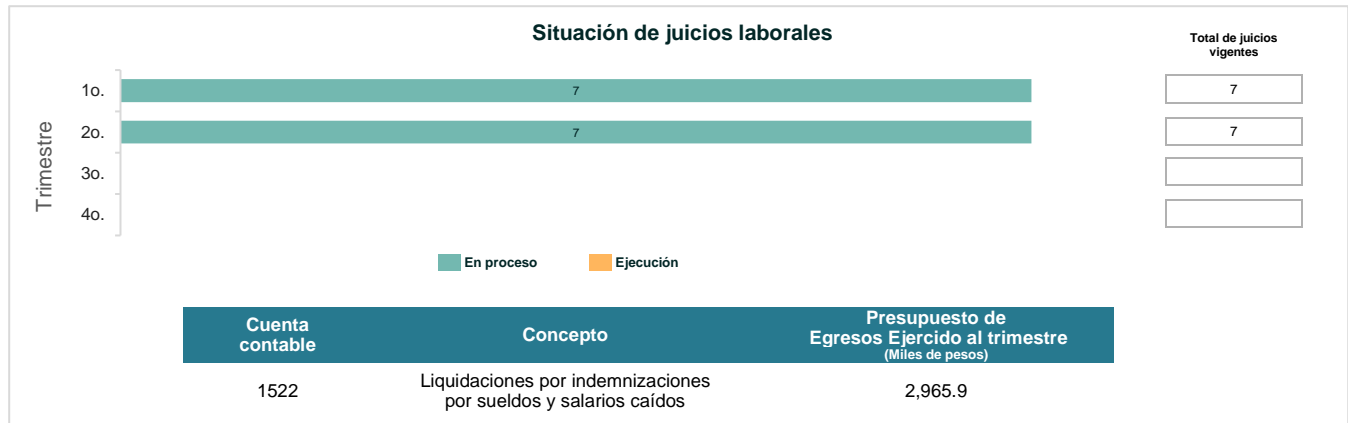 Situación de juicios laborales
Total de juicios
vigentes
Trimestre
1o.
7
7
2o.
7
7
3o.
4o.
En proceso
Ejecución
Cuenta
contable
Concepto
Presupuesto de
Egresos Ejercido al trimestre
(Miles de pesos)
1522
Liquidaciones por indemnizaciones
por sueldos y salarios caídos
2,965.9